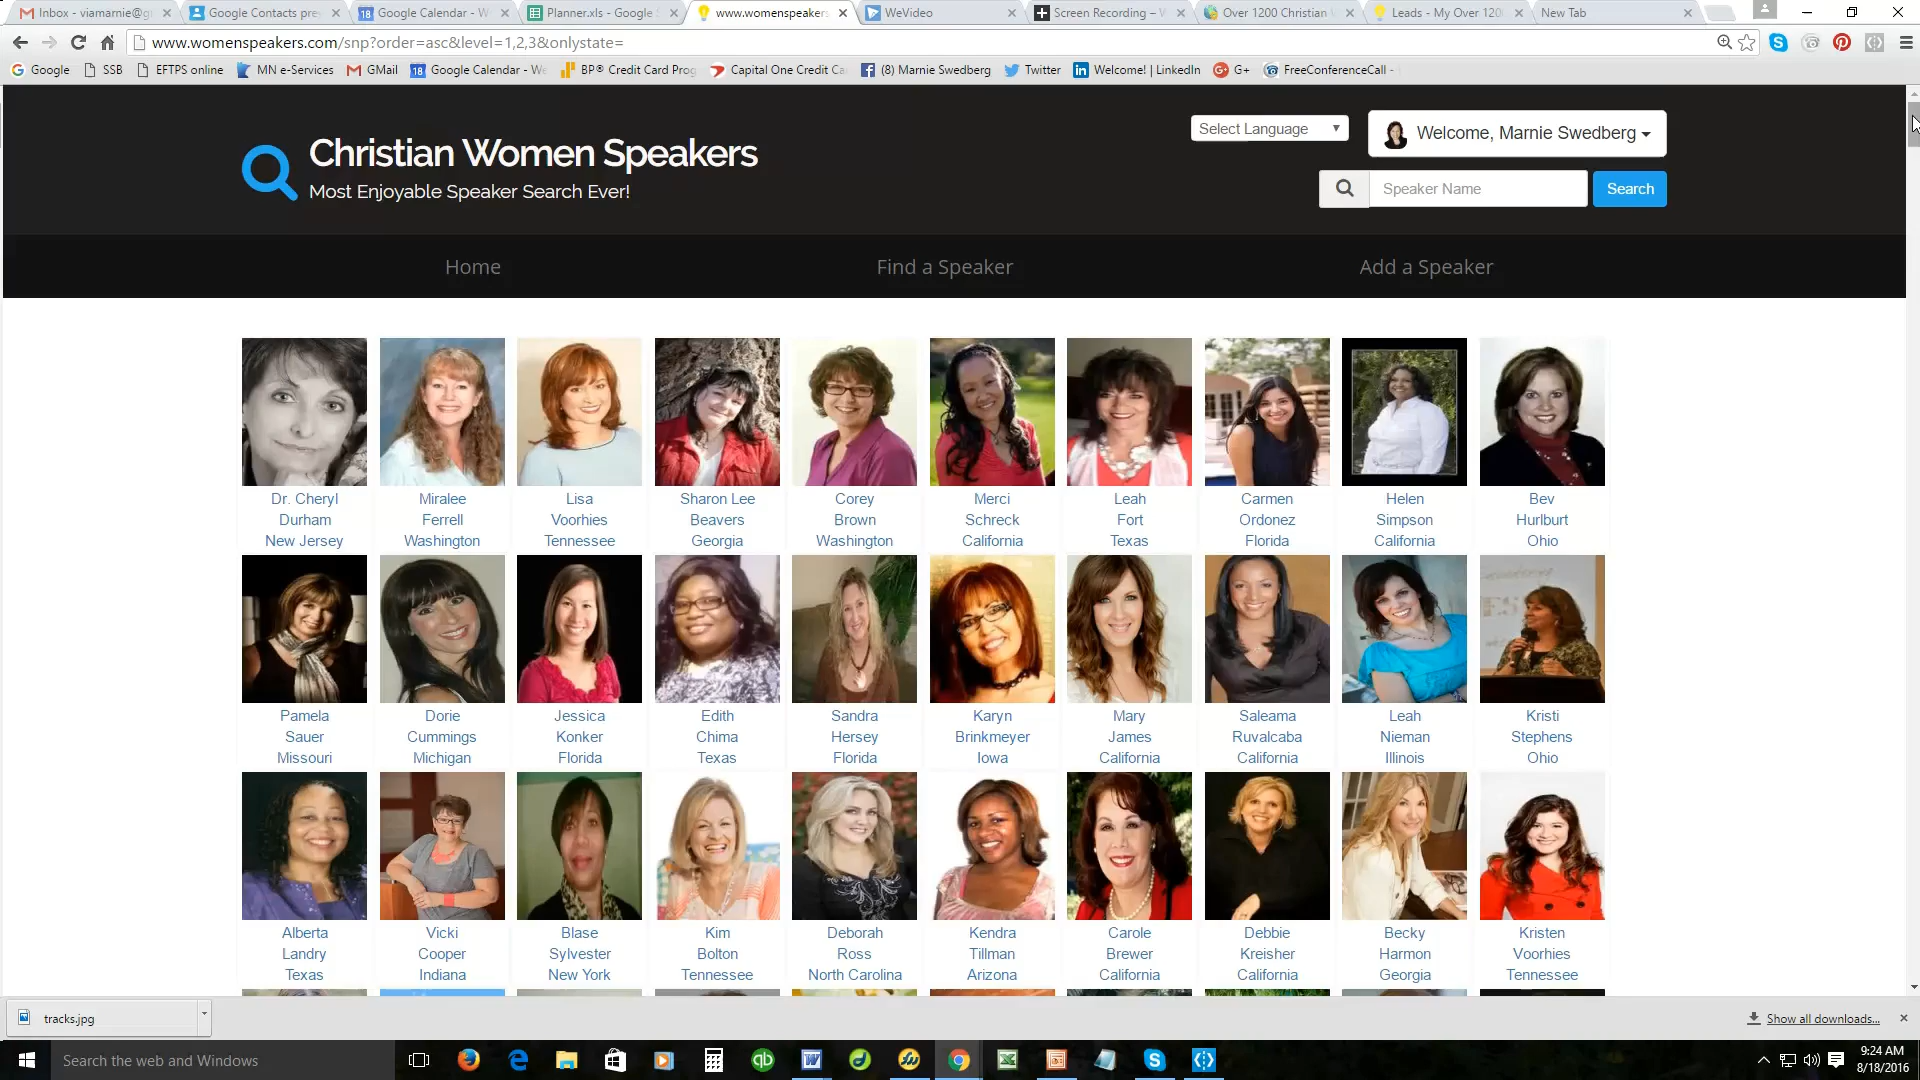 Inbox - viamarnie@g
Google Contacts pre
Google Calendar - W
Planner.xls - Google
www.womenspeakers
WeVideo
Screen Recording –
Over 1200 Christian
Leads - My Over 120
New Tab
www.womenspeakers.com/snp?order=asc&level=1,2,3&onlystate=
Google
SSB
EFTPS online
MN e-Services
GMail
Google Calendar - We
BP® Credit Card Prog
Capital One Credit Ca
(8) Marnie Swedberg
Twitter
Welcome! | LinkedIn
G+
FreeConferenceCall -
Christian Women Speakers
Most Enjoyable Speaker Search Ever!
Select Language
Welcome, Marnie Swedberg
Speaker Name
Search
Home
Find a Speaker
Add a Speaker
Dr. Cheryl
Durham
New Jersey
Miralee
Ferrell
Washington
Lisa
Voorhies
Tennessee
Sharon Lee
Beavers
Georgia
Corey
Brown
Washington
Merci
Schreck
California
Leah
Fort
Texas
Carmen
Ordonez
Florida
Helen
Simpson
California
Bev
Hurlburt
Ohio
Pamela
Sauer
Missouri
Dorie
Cummings
Michigan
Jessica
Konker
Florida
Edith
Chima
Texas
Sandra
Hersey
Florida
Karyn
Brinkmeyer
Iowa
Mary
James
California
Saleama
Ruvalcaba
California
Leah
Nieman
Illinois
Kristi
Stephens
Ohio
Alberta
Landry
Texas
Vicki
Cooper
Indiana
Blase
Sylvester
New York
Kim
Bolton
Tennessee
Deborah
Ross
North Carolina
Kendra
Tillman
Arizona
Carole
Brewer
California
Debbie
Kreisher
California
Becky
Harmon
Georgia
Kristen
Voorhies
Tennessee
tracks.jpg
Show all downloads...
Search the web and Windows
9:24 AM
8/18/2016